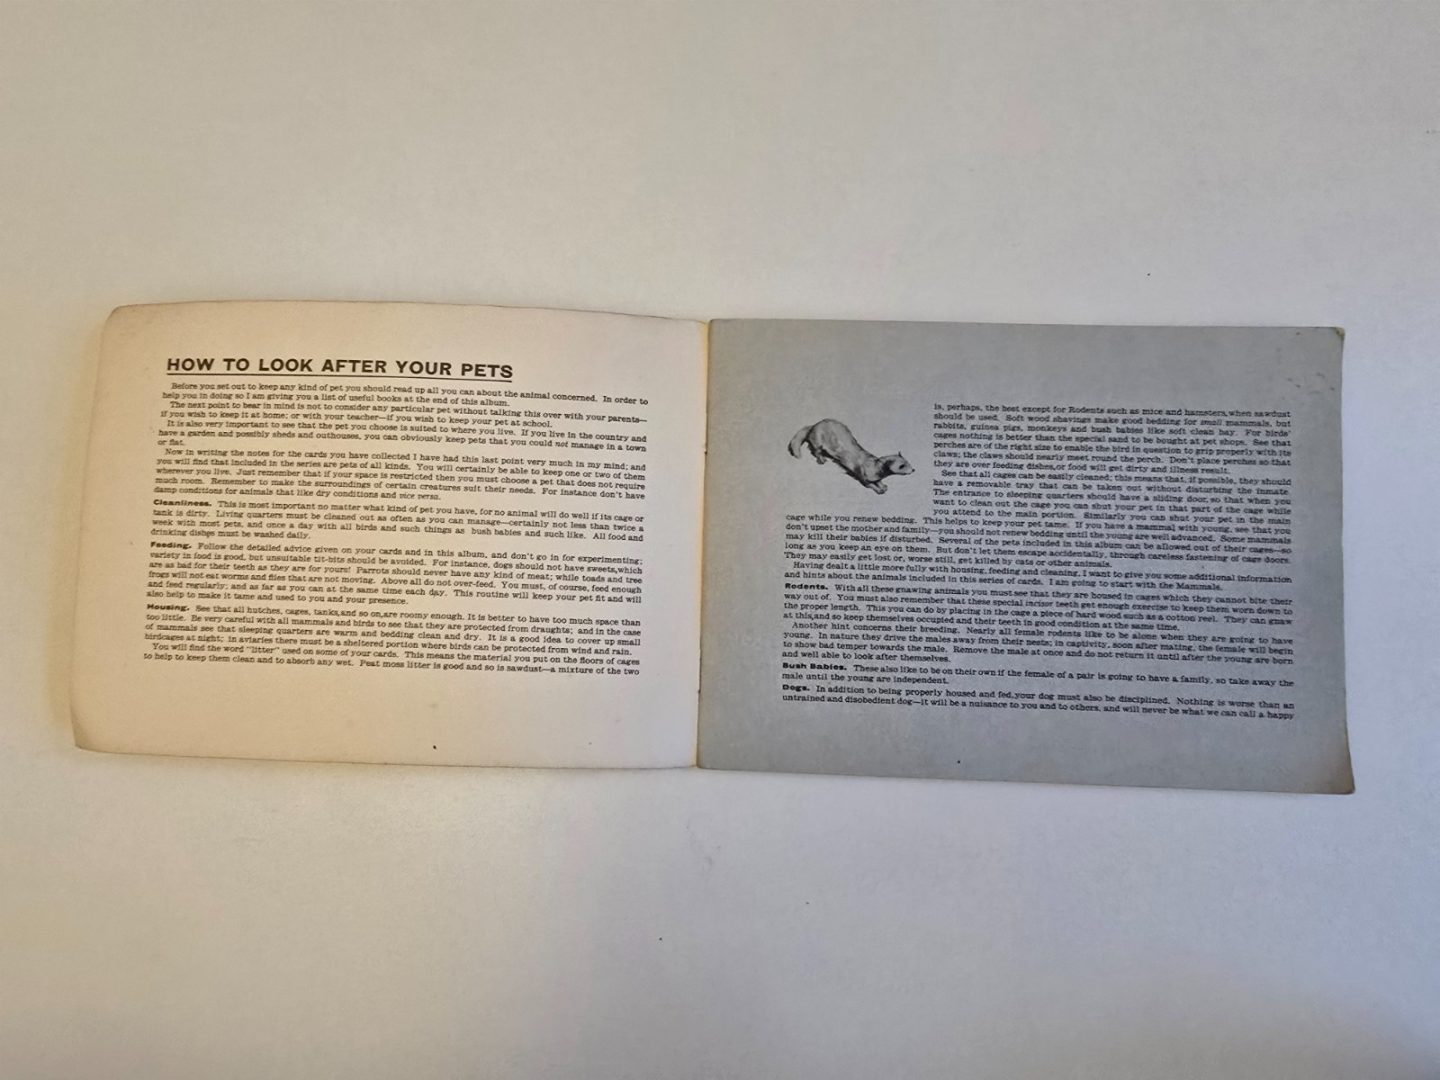 HOW TO LOOK AFTER YOUR PETS
Before you set out to keep any kind of pet you should read up all you can about the animal concerned. In order to
help you in doing so I am giving you a list of useful books at the end of this album.
The next point to bear in mind is not to consider any particular pet without talking this over with your parents—
if you wish to keep it at home; or with your teacher—if you wish to keep your pet at school.
It is also very important to see that the pet you choose is suited to where you live. If you live in the country and
have a garden and possibly sheds and outhouses, you can obviously keep pets that you could not manage in a town
or flat.
Now in writing the notes for the cards you have collected I have had this last point very much in my mind; and
you will find that included in the series are pets of all kinds. You will certainly be able to keep one or two of them
wherever you live. Just remember that if your space is restricted then you must choose a pet that does not require
much room. Remember to make the surroundings of certain creatures suit their needs. For instance don't have
damp conditions for animals that like dry conditions and vice versa.
Cleanliness. This is most important no matter what kind of pet you have, for no animal will do well if its cage or
tank is dirty. Living quarters must be cleaned out as often as you can manage—certainly not less than twice a
week with most pets, and once a day with all birds and such things as bush babies and such like. All food and
drinking dishes must be washed daily.
Feeding. Follow the detailed advice given on your cards and in this album, and don't go in for experimenting;
variety in food is good, but unsuitable tit-bits should be avoided. For instance, dogs should not have sweets,which
are as bad for their teeth as they are for yours! Parrots should never have any kind of meat; while toads and tree
frogs will not eat worms and flies that are not moving. Above all do not over-feed. You must, of course, feed enough
and feed regularly; and as far as you can at the same time each day. This routine will keep your pet fit and will
also help to make it tame and used to you and your presence.
Housing. See that all hutches, cages, tanks,and so on,are roomy enough. It is better to have too much space than
too little. Be very careful with all mammals and birds to see that they are protected from draughts; and in the case
of mammals see that sleeping quarters are warm and bedding clean and dry. It is a good idea to cover up small
birdcages at night; in aviaries there must be a sheltered portion where birds can be protected from wind and rain.
You will find the word "litter" used on some of your cards. This means the material you put on the floors of cages
to help to keep them clean and to absorb any wet. Peat moss litter is good and so is sawdust—a mixture of the two
is, perhaps, the best except for Rodents such as mice and hamsters,when sawdust
should be used. Soft wood shavings make good bedding for small mammals, but
rabbits, guinea pigs, monkeys and bush babies like soft clean hay. For birds'
cages nothing is better than the special sand to be bought at pet shops. See that
perches are of the right size to enable the bird in question to grip properly with its
claws; the claws should nearly meet round the perch. Don't place perches so that
they are over feeding dishes,or food will get dirty and illness result.
See that all cages can be easily cleaned; this means that, if possible, they should
have a removable tray that can be taken out without disturbing the inmate.
The entrance to sleeping quarters should have a sliding door, so that when you
want to clean out the cage you can shut your pet in that part of the cage while
you attend to the main portion. Similarly you can shut your pet in the main
cage while you renew bedding. This helps to keep your pet tame. If you have a mammal with young, see that you
don't upset the mother and family—you should not renew bedding until the young are well advanced. Some mammals
may kill their babies if disturbed. Several of the pets included in this album can be allowed out of their cages—so
long as you keep an eye on them. But don't let them escape accidentally, through careless fastening of cage doors.
They may easily get lost or, worse still, get killed by cats or other animals.
Having dealt a little more fully with housing, feeding and cleaning, I want to give you some additional information
and hints about the animals included in this series of cards. I am going to start with the Mammals.
Rodents. With all these gnawing animals you must see that they are housed in cages which they cannot bite their
way out of. You must also remember that these special incisor teeth get enough exercise to keep them worn down to
the proper length. This you can do by placing in the cage a piece of hard wood such as a cotton reel. They can gnaw
at this,and so keep themselves occupied and their teeth in good condition at the same time.
Another hint concerns their breeding. Nearly all female rodents like to be alone when they are going to have
young. In nature they drive the males away from their nests; in captivity, soon after mating, the female will begin
to show bad temper towards the male. Remove the male at once and do not return it until after the young are born
and well able to look after themselves.
Bush Babies. These also like to be on their own if the female of a pair is going to have a family, so take away the
male until the young are independent.
Dogs. In addition to being properly housed and fed,your dog must also be disciplined. Nothing is worse than an
untrained and disobedient dog—it will be a nuisance to you and to others, and will never be what we can call a happy